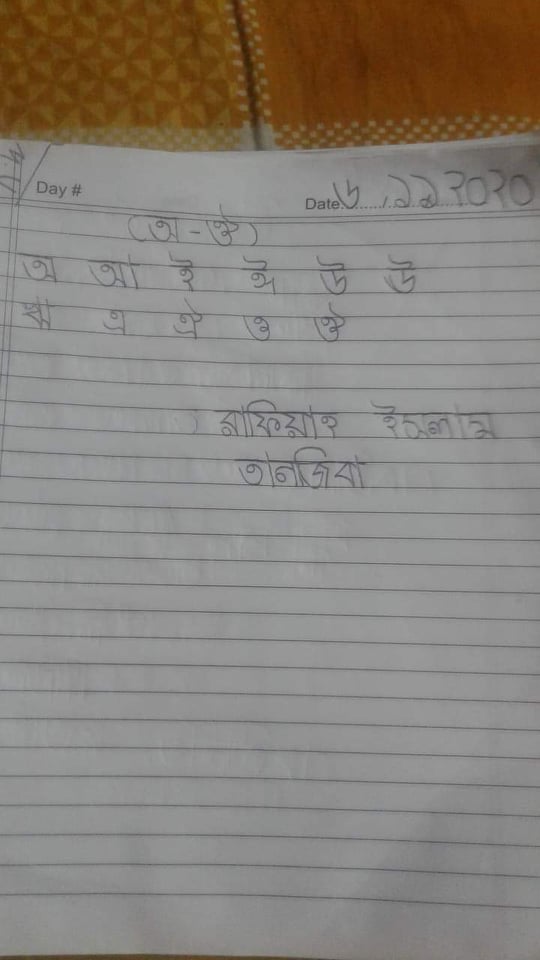 Day #
Date: ৬.১১.২০২০
(অ-ঔ)
অ আ ই ঈ উ ঊ
ঋ এ ঐ ও ঔ
ইসলাম
তানজিবা